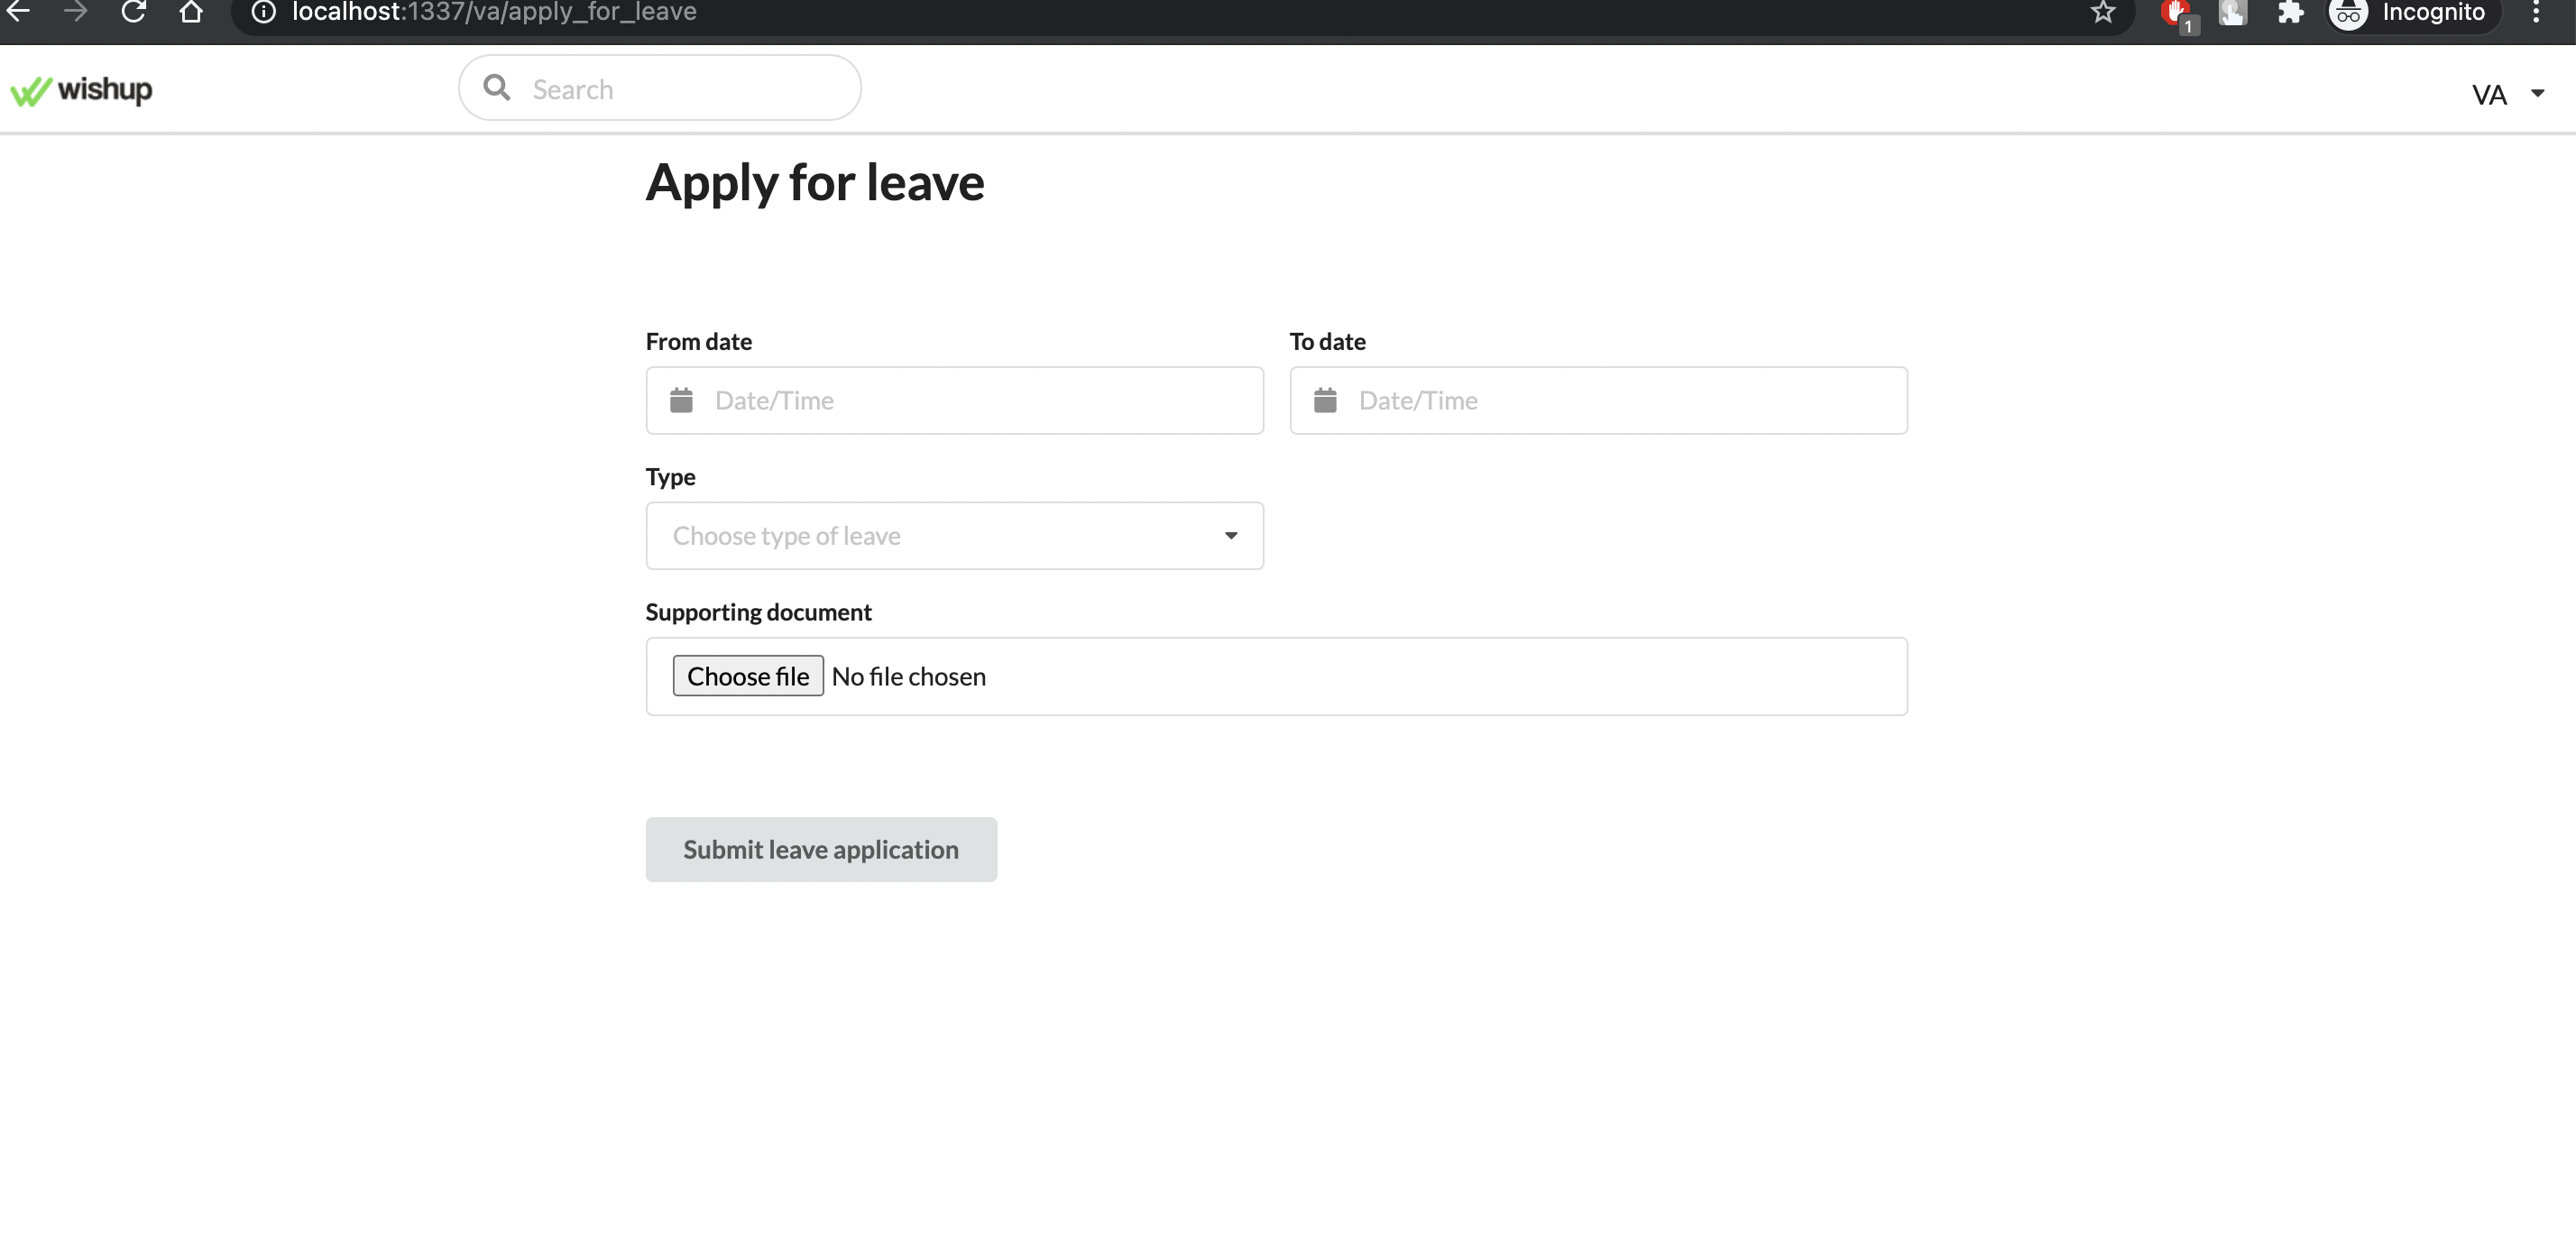 localhost:1337/va/apply_for_leave
1
Incognito
wishup
Search
VA
Apply for leave
From date
To date
Date/Time
Date/Time
Type
Choose type of leave
Supporting document
Choose file No file chosen
Submit leave application